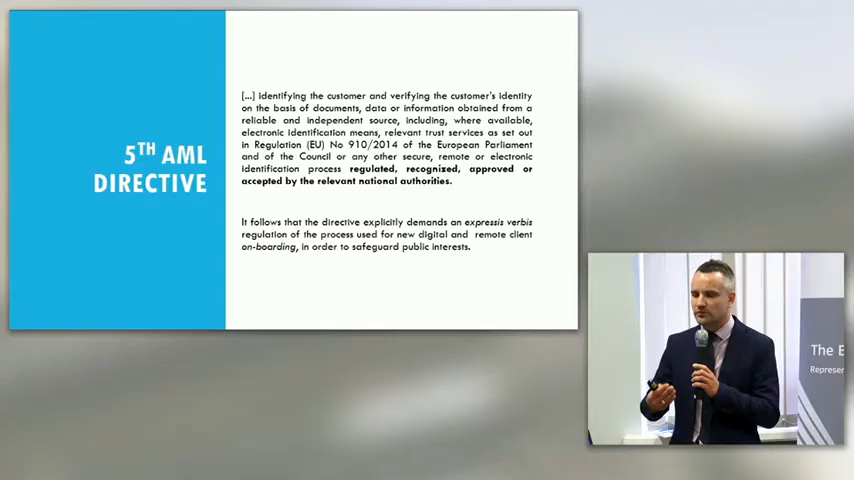 5TH AML
DIRECTIVE
[...] identifying the customer and verifying the customer's identity
on the basis of documents, data or information obtained from a
reliable and independent source, including, where available,
electronic identification means, relevant trust services as set out
in Regulation (EU) No 910/2014 of the European Parliament
and of the Council or any other secure, remote or electronic
identification process regulated, recognized, approved or
accepted by the relevant national authorities.
It follows that the directive explicitly demands an expressis verbis
regulation of the process used for new digital and remote client
on-boarding, in order to safeguard public interests.
The E
Represen